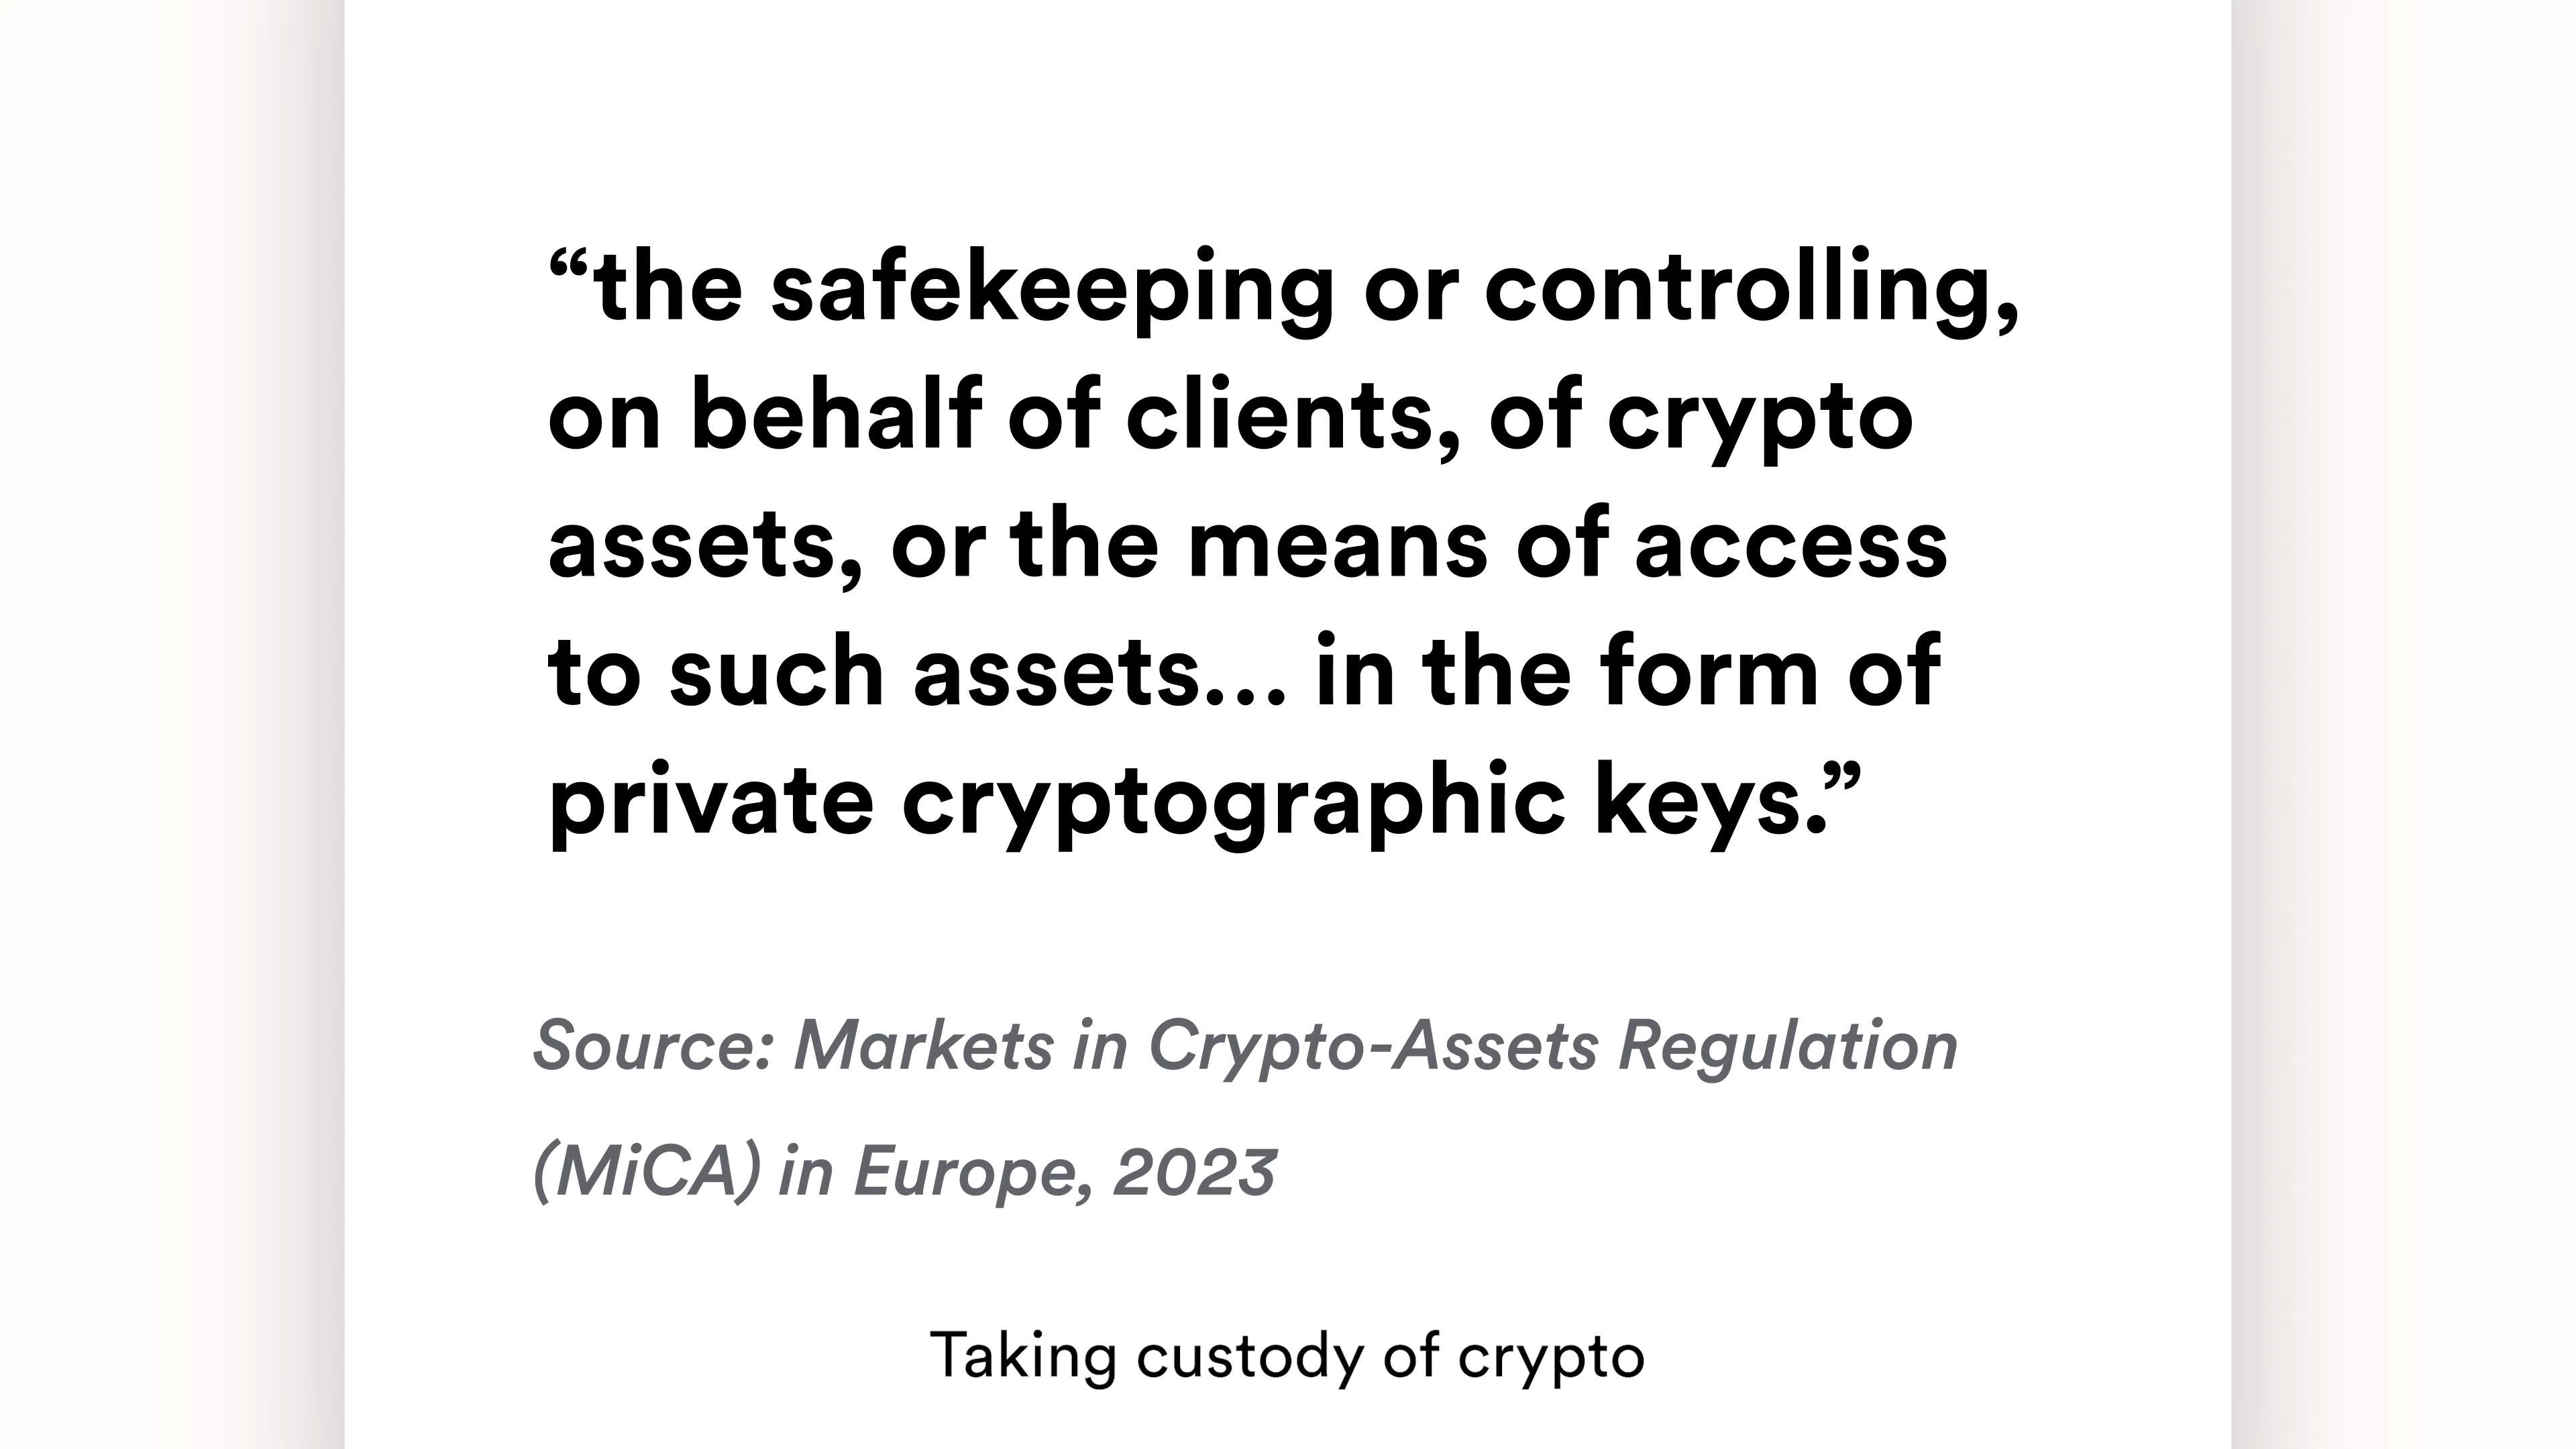 “the safekeeping or controlling,
on behalf of clients, of crypto
assets, or the means of access
to such assets… in the form of
private cryptographic keys.”
Source: Markets in Crypto-Assets Regulation
(MiCA) in Europe, 2023
Taking custody of crypto